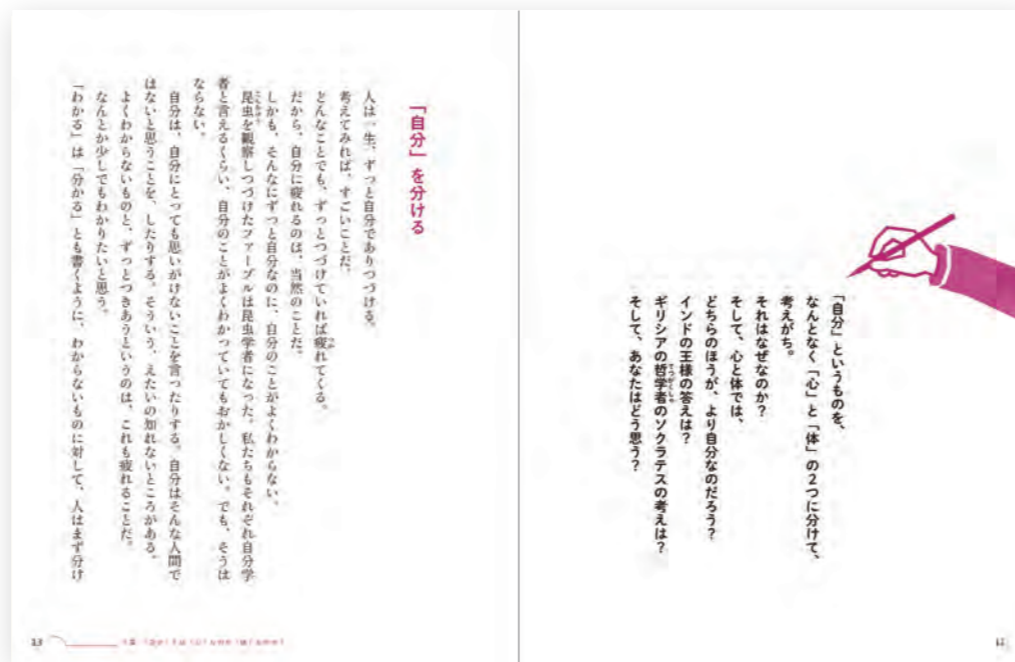 「自分」というものを、
なんとなく「心」と「体」の2つに分けて、
考えがち。
それはなぜなのか？
そして、心と体では、
どちらのほうが、より自分なのだろう？
インドの王様の答えは？
ギリシアの哲学者のソクラテスの考えは？
そして、あなたはどう思う？
12
「自分」を分ける
人は一生、ずっと自分でありつづける。
考えてみれば、すごいことだ。
どんなことでも、ずっとつづけていれば疲れてくる。
だから、自分に疲れるのは、当然のことだ。
しかも、そんなにずっと自分なのに、自分のことがよくわからない。
昆虫を観察しつづけたファーブルは昆虫学者になった。私たちもそれぞれ自分学
者と言えるくらい、自分のことがよくわかっていてもおかしくない。でも、そうは
ならない。
自分は、自分にとっても思いがけないことを言ったりする。自分はそんな人間で
はないと思うことを、したりする。そういう、えたいの知れないところがある。
よくわからないものと、ずっとつきあうというのは、これも疲れることだ。
なんとか少しでもわかりたいと思う。
「わかる」は「分かる」とも書くように、わからないものに対して、人はまず分け
13